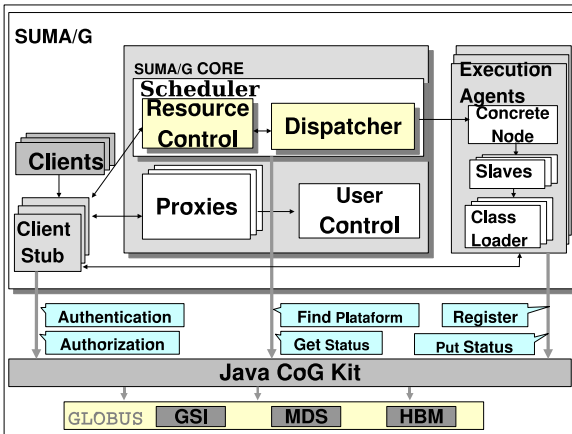 SUMA/G
SUMA/G CORE
Scheduler
Resource
Control
Dispatcher
Execution
Agents
Concrete
Node
Slaves
Class
Loader
Clients
Client
Stub
Proxies
User
Control
Authentication
Authorization
Find Plataform
Get Status
Register
Put Status
Java CoG Kit
GLOBUS
GSI
MDS
HBM